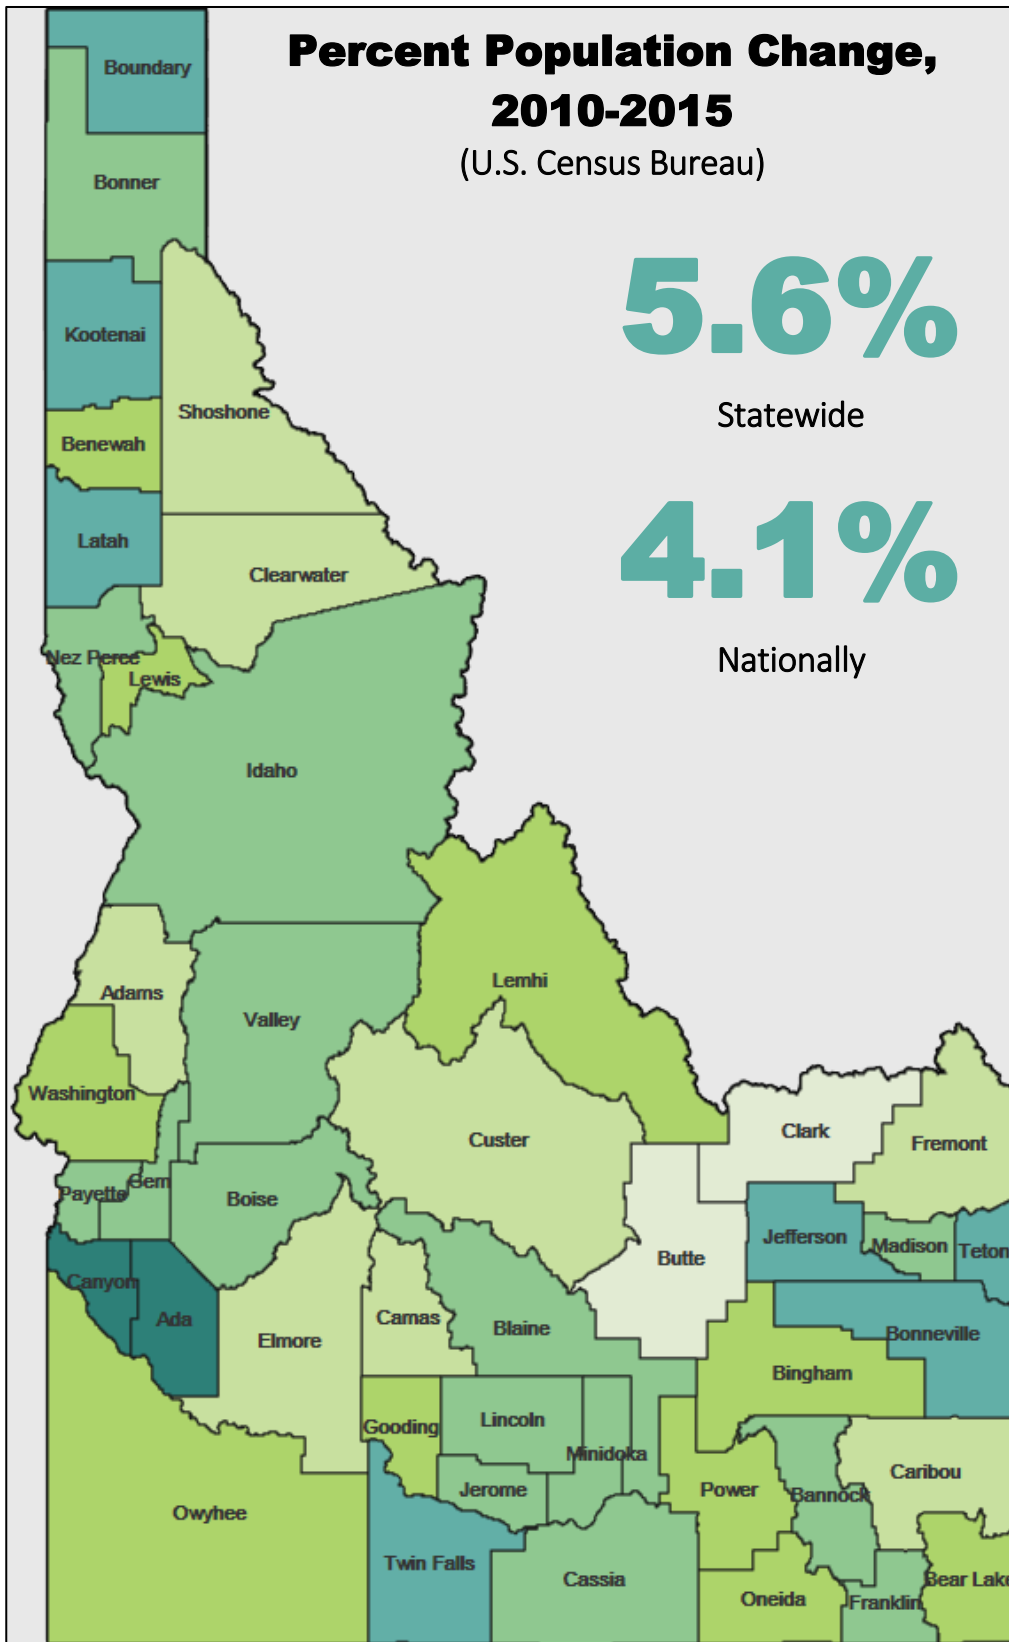 Percent Population Change,
2010-2015
(U.S. Census Bureau)
5.6%
Statewide
4.1%
Nationally
Boundary
Bonner
Kootenai
Shoshone
Benewah
Latah
Clearwater
Nez Perce
Lewis
Idaho
Lemhi
Adams
Valley
Washington
Custer
Clark
Fremont
Payette
Gem
Boise
Butte
Jefferson
Madison
Teton
Canyon
Ada
Elmore
Camas
Blaine
Bonneville
Bingham
Gooding
Lincoln
Minidoka
Jerome
Power
Bannock
Caribou
Owyhee
Twin Falls
Cassia
Oneida
Franklin
Bear Lake